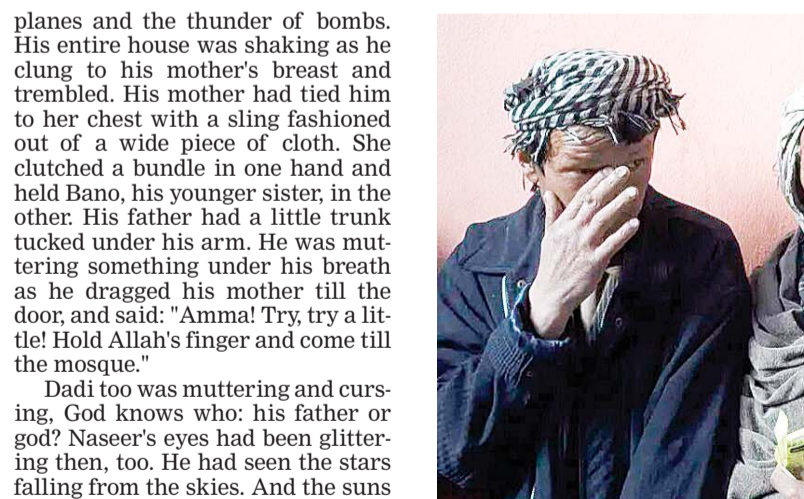 planes and the thunder of bombs.
His entire house was shaking as he
clung to his mother's breast and
trembled. His mother had tied him
to her chest with a sling fashioned
out of a wide piece of cloth. She
clutched a bundle in one hand and
held Bano, his younger sister, in the
other. His father had a little trunk
tucked under his arm. He was mut-
tering something under his breath
as he dragged his mother till the
door, and said: "Amma! Try, try a lit-
tle! Hold Allah's finger and come till
the mosque."
Dadi too was muttering and curs-
ing, God knows who: his father or
god? Naseer's eyes had been glitter-
ing then, too. He had seen the stars
falling from the skies. And the suns